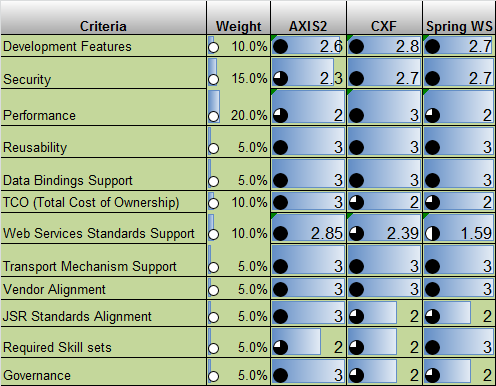 Criteria Weight AXIS2 CXF Spring WS
Development Features 10.0% 2.6 2.8 2.7
Security 15.0% 2.3 2.7 2.7
Performance 20.0% 2 3 2
Reusability 5.0% 3 3 3
Data Bindings Support 5.0% 3 3 3
TCO (Total Cost of Ownership) 10.0% 3 2 2
Web Services Standards Support 10.0% 2.85 2.39 1.59
Transport Mechanism Support 5.0% 3 3 3
Vendor Alignment 5.0% 3 3 3
JSR Standards Alignment 5.0% 3 2 2
Required Skill sets 5.0% 2 2 3
Governance 5.0% 3 2 2